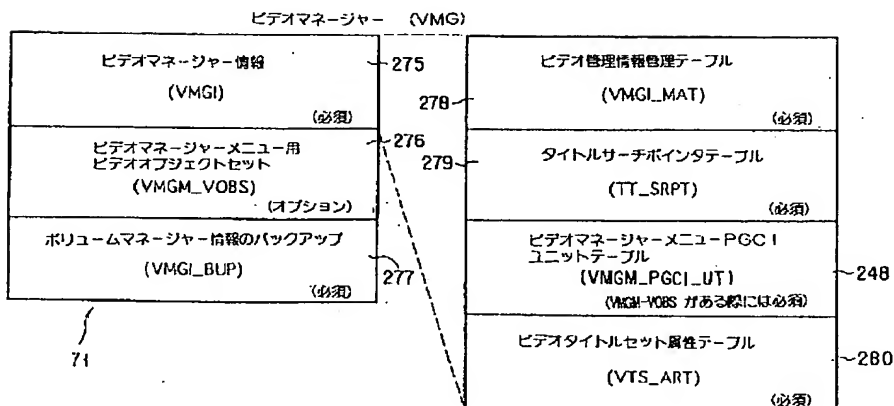 ビデオマネージャー (VMG)
ビデオマネージャー情報
(VMGI)
(必須)
275
ビデオマネージャーメニュー用
ビデオオブジェクトセット
(VMGM_VOBS)
(オプション)
276
ボリュームマネージャー情報のバックアップ
(VMGI_BUP)
(必須)
277
71
ビデオ管理情報管理テーブル
(VMGI_MAT)
(必須)
278
タイトルサーチポインタテーブル
(TT_SRPT)
(必須)
279
ビデオマネージャーメニューPGCI
ユニットテーブル
(VMGM_PGCI_UT)
(VMGM-VOBS がある際には必須)
248
ビデオタイトルセット属性テーブル
(VTS_ART)
(必須)
280